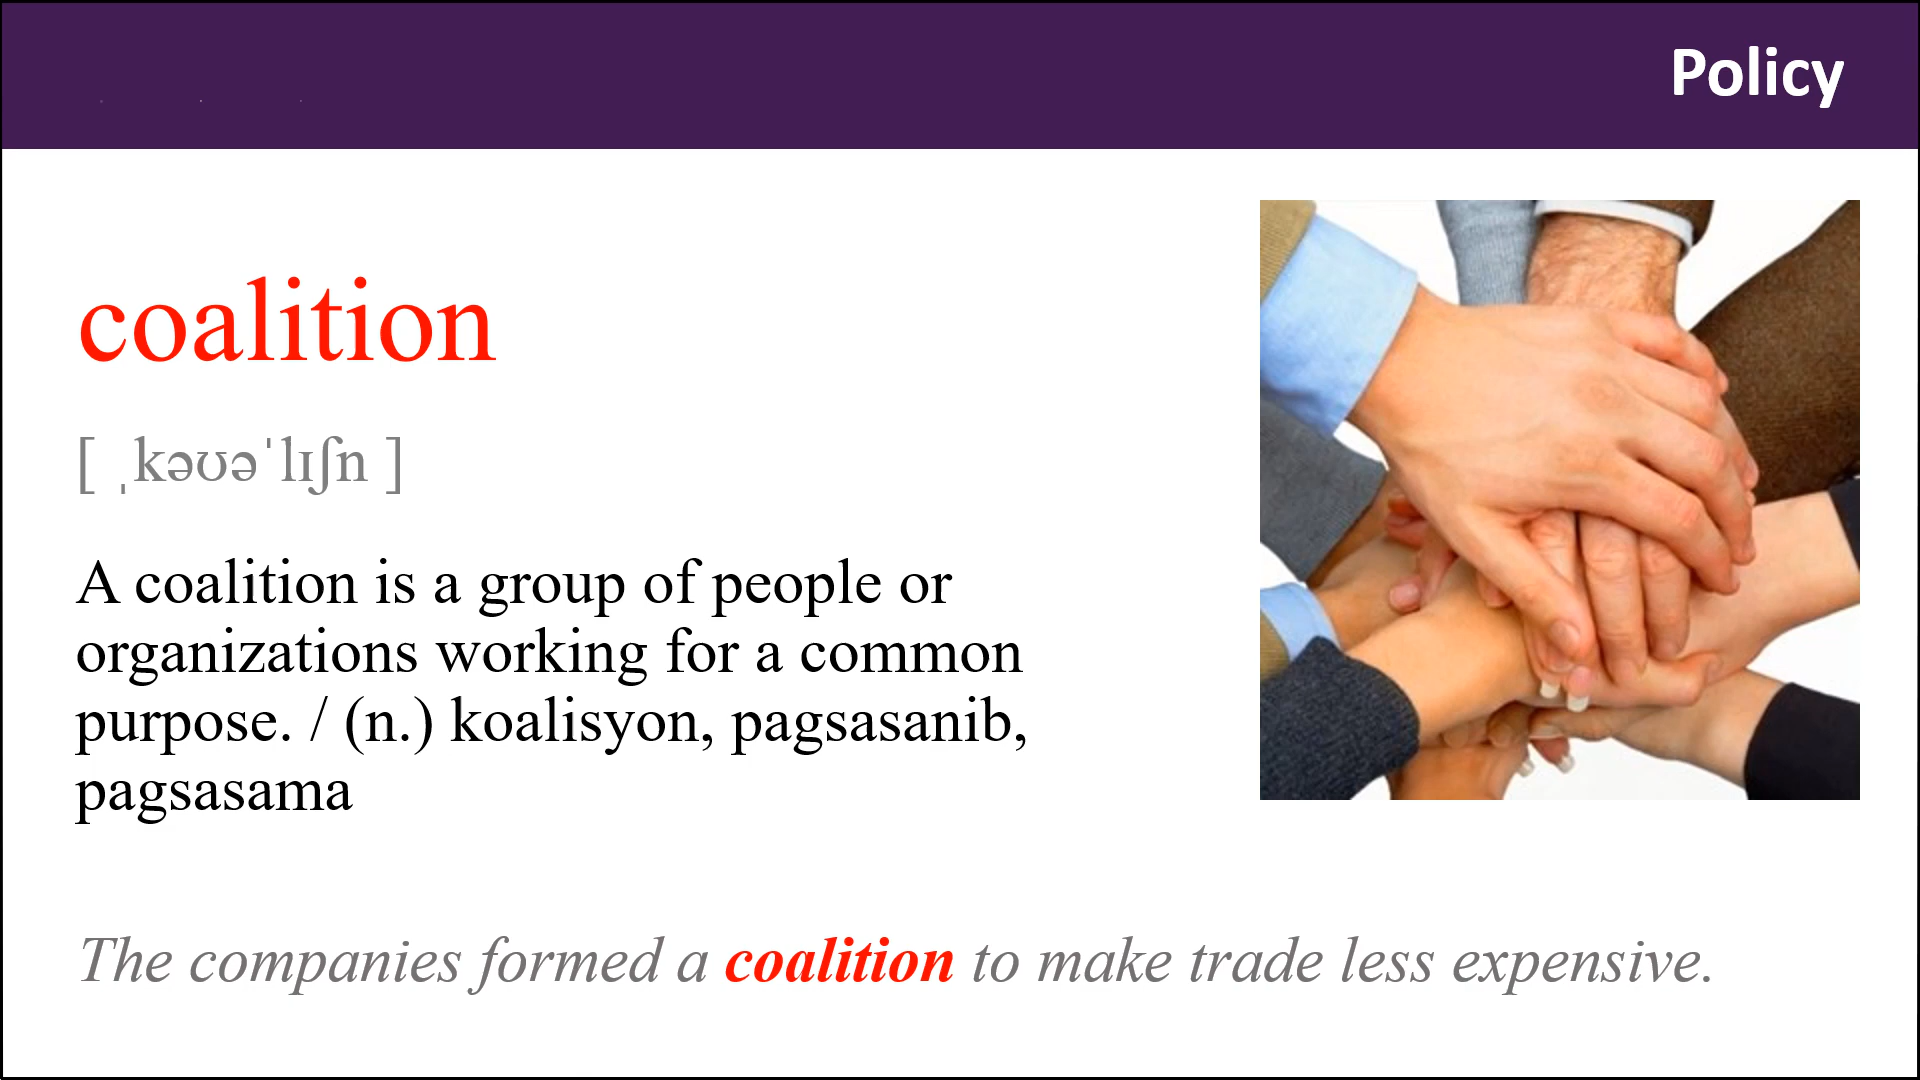 Policy
coalition
[ ˌkəʊəˈlɪʃn ]
A coalition is a group of people or
organizations working for a common
purpose. / (n.) koalisyon, pagsasanib,
pagsasama
The companies formed a coalition to make trade less expensive.